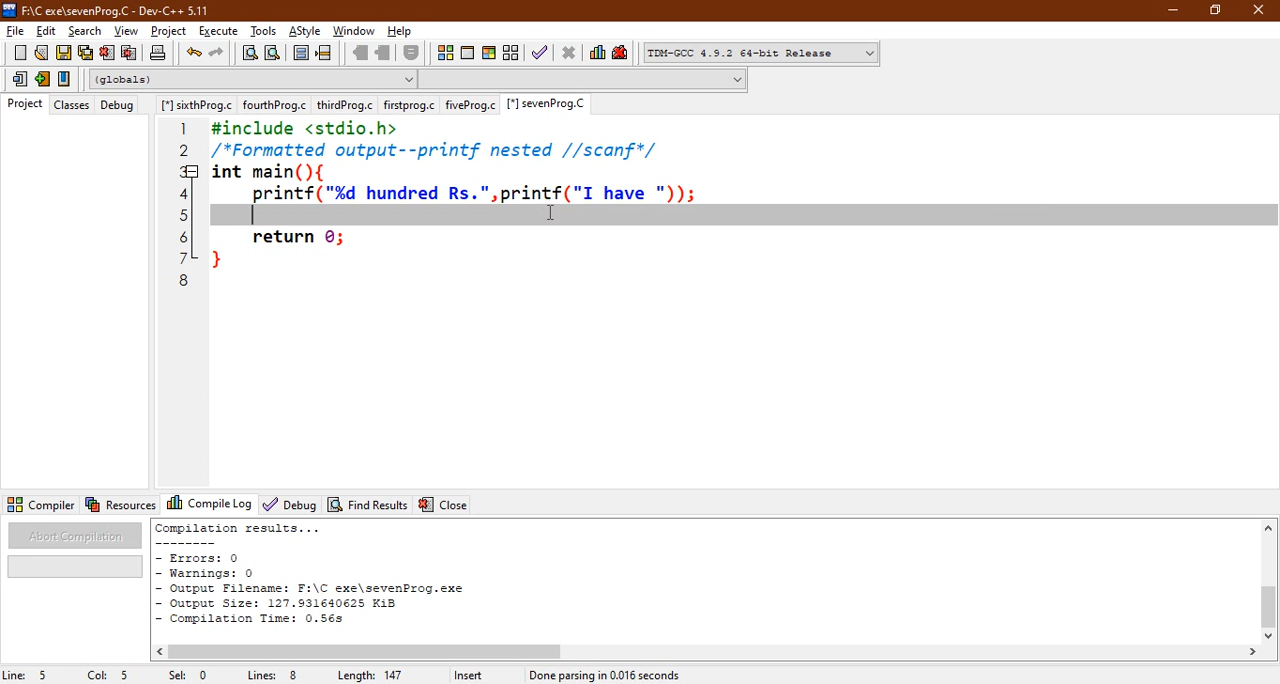 F:\C exe\sevenProg.C - Dev-C++ 5.11
File Edit Search View Project Execute Tools AStyle Window Help
TDM-GCC 4.9.2 64-bit Release
(globals)
Project Classes Debug [*] sixthProg.c fourthProg.c thirdProg.c firstprog.c fiveProg.c [*] sevenProg.C
1 #include <stdio.h>
2 /*Formatted output--printf nested //scanf*/
3 int main(){
4 printf("%d hundred Rs.",printf("I have "));
5
6 return 0;
7 }
8
Compiler Resources Compile Log Debug Find Results Close
Abort Compilation
Compilation results...
--------
- Errors: 0
- Warnings: 0
- Output Filename: F:\C exe\sevenProg.exe
- Output Size: 127.931640625 KiB
- Compilation Time: 0.56s
Line: 5 Col: 5 Sel: 0 Lines: 8 Length: 147 Insert Done parsing in 0.016 seconds